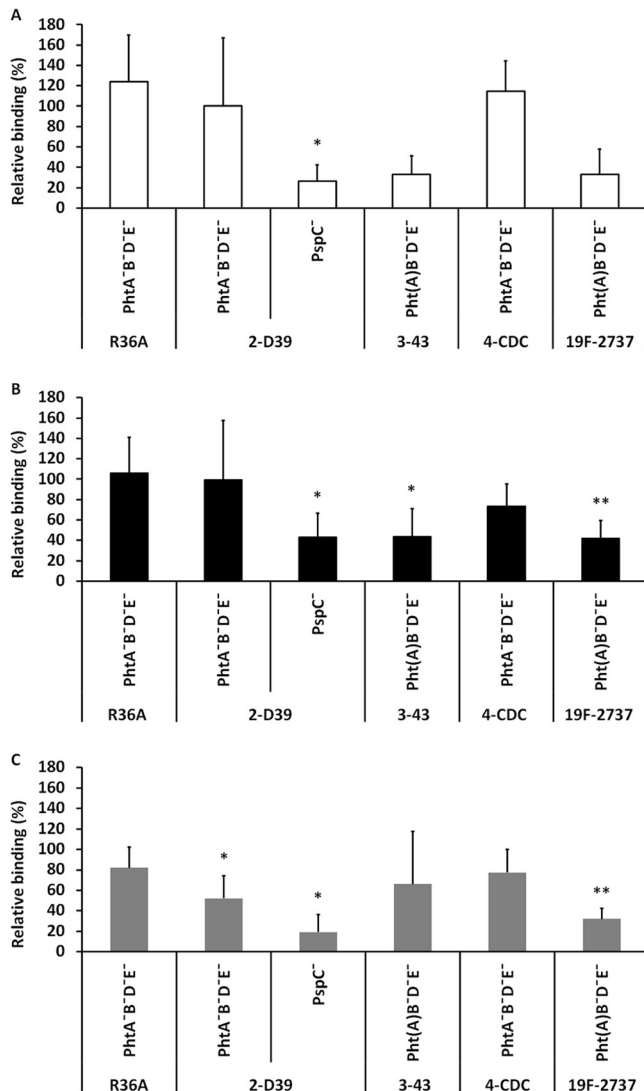 A
Relative binding (%)
180
160
140
120
100
80
60
40
20
0
*
PhtA⁻B⁻D⁻E⁻ PhtA⁻B⁻D⁻E⁻ PspC⁻ Pht(A)B⁻D⁻E⁻ PhtA⁻B⁻D⁻E⁻ Pht(A)B⁻D⁻E⁻
R36A 2-D39 3-43 4-CDC 19F-2737
B
Relative binding (%)
180
160
140
120
100
80
60
40
20
0
* * **
PhtA⁻B⁻D⁻E⁻ PhtA⁻B⁻D⁻E⁻ PspC⁻ Pht(A)B⁻D⁻E⁻ PhtA⁻B⁻D⁻E⁻ Pht(A)B⁻D⁻E⁻
R36A 2-D39 3-43 4-CDC 19F-2737
C
Relative binding (%)
180
160
140
120
100
80
60
40
20
0
* * **
PhtA⁻B⁻D⁻E⁻ PhtA⁻B⁻D⁻E⁻ PspC⁻ Pht(A)B⁻D⁻E⁻ PhtA⁻B⁻D⁻E⁻ Pht(A)B⁻D⁻E⁻
R36A 2-D39 3-43 4-CDC 19F-2737